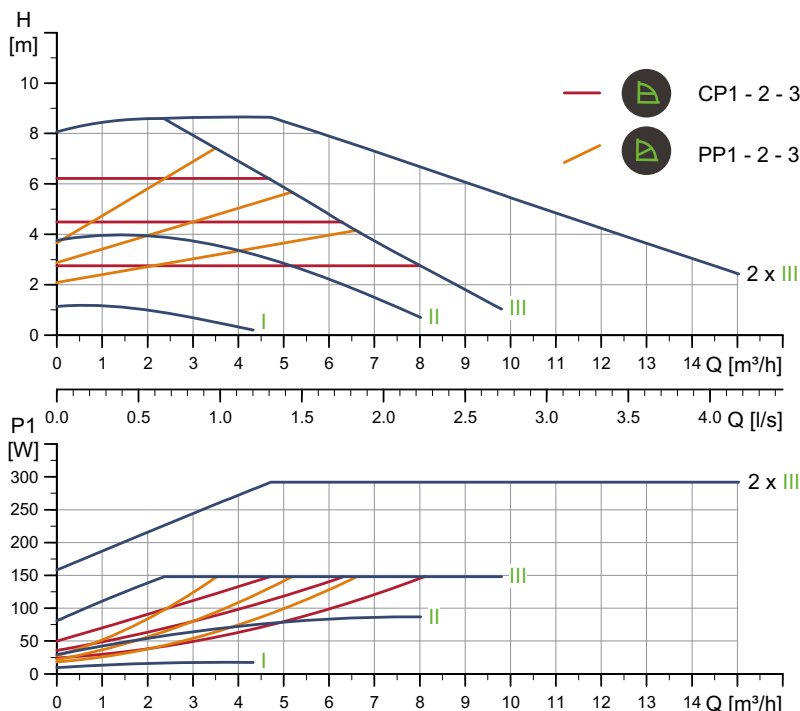 H
[m]
10
8
6
4
2
0
CP1 - 2 - 3
PP1 - 2 - 3
2 x III
III
II
I
0 1 2 3 4 5 6 7 8 9 10 11 12 13 14 Q [m³/h]
0.0 0.5 1.0 1.5 2.0 2.5 3.0 3.5 4.0 Q [l/s]
P1
[W]
300
250
200
150
100
50
0
2 x III
III
II
I
0 1 2 3 4 5 6 7 8 9 10 11 12 13 14 Q [m³/h]